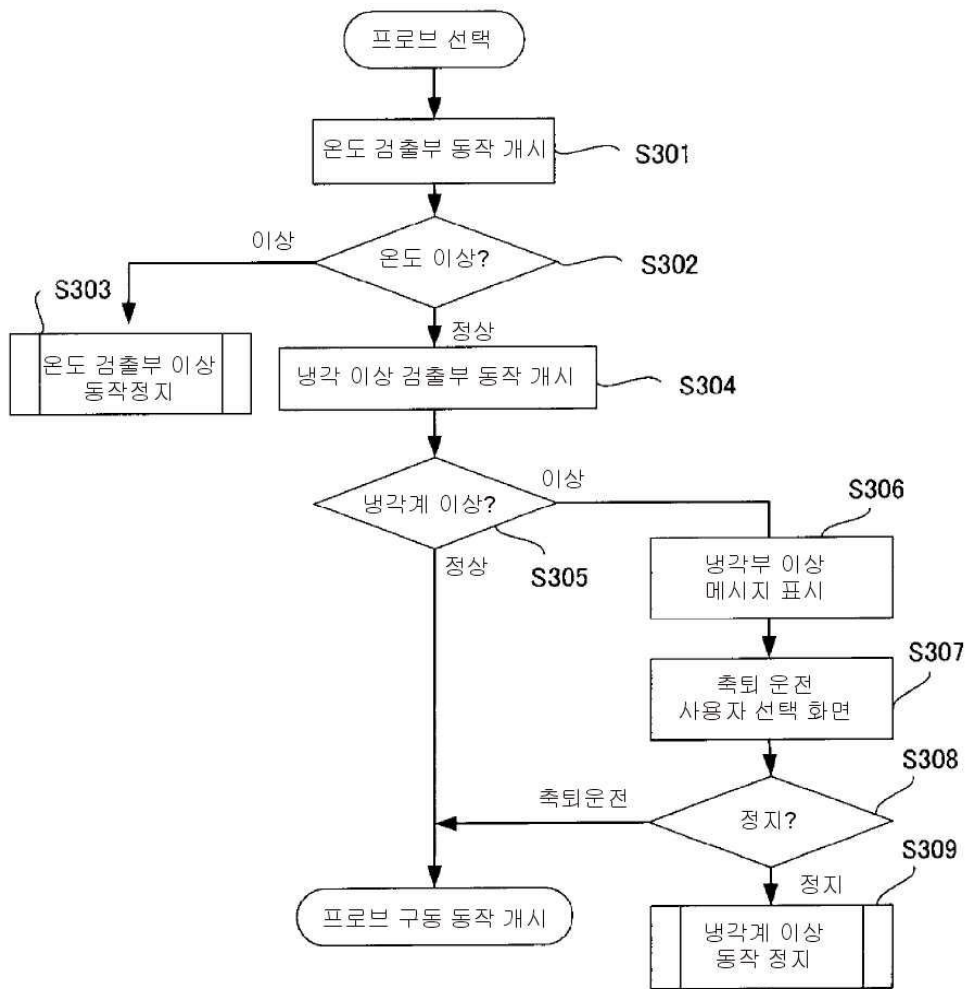 프로브 선택
온도 검출부 동작 개시
S301
이상
온도 이상?
S302
S303
정상
온도 검출부 이상
동작정지
냉각 이상 검출부 동작 개시
S304
냉각계 이상?
이상
S306
정상
S305
냉각부 이상
메시지 표시
S307
축퇴 운전
사용자 선택 화면
S308
축퇴운전
정지?
S309
정지
프로브 구동 동작 개시
냉각계 이상
동작 정지